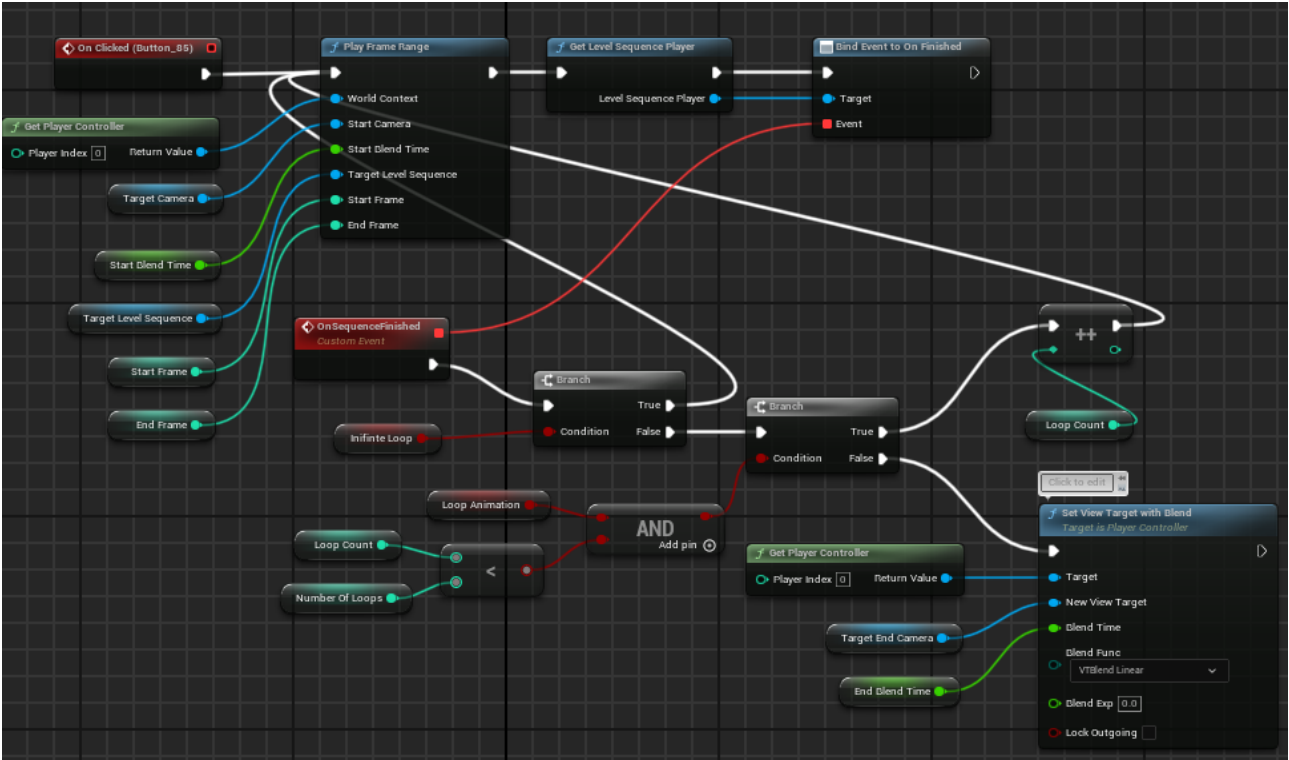 On Clicked (Button_85)
Play Frame Range
World Context
Start Camera
Start Blend Time
Target Level Sequence
Start Frame
End Frame
Get Level Sequence Player
Level Sequence Player
Bind Event to On Finished
Target
Event
Get Player Controller
Player Index 0
Return Value
Target Camera
Start Blend Time
Target Level Sequence
Start Frame
End Frame
OnSequenceFinished
Custom Event
Branch
True
Condition
False
Inifinte Loop
Branch
True
Condition
False
++
Loop Count
Loop Animation
AND
Add pin
Loop Count
<
Number Of Loops
Click to edit
Set View Target with Blend
Target is Player Controller
Target
New View Target
Blend Time
Blend Func
VTBlend Linear
Blend Exp 0.0
Lock Outgoing
Get Player Controller
Player Index 0
Return Value
Target End Camera
End Blend Time